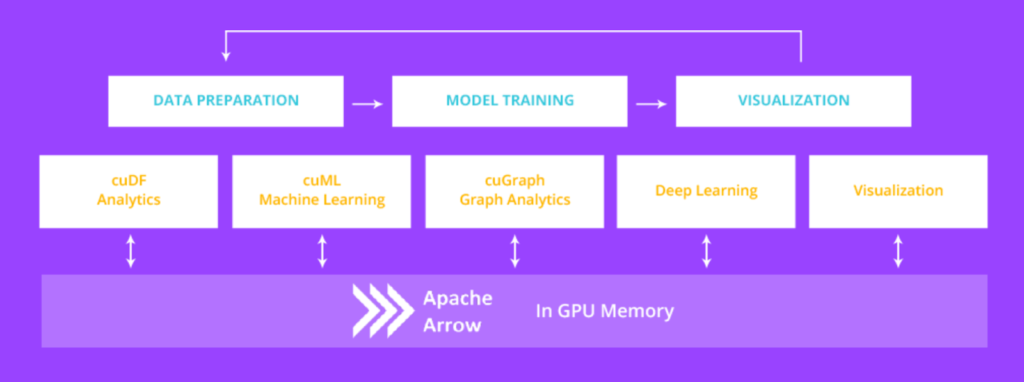 DATA PREPARATION
MODEL TRAINING
VISUALIZATION
cuDF
Analytics
cuML
Machine Learning
cuGraph
Graph Analytics
Deep Learning
Visualization
Apache
Arrow
In GPU Memory